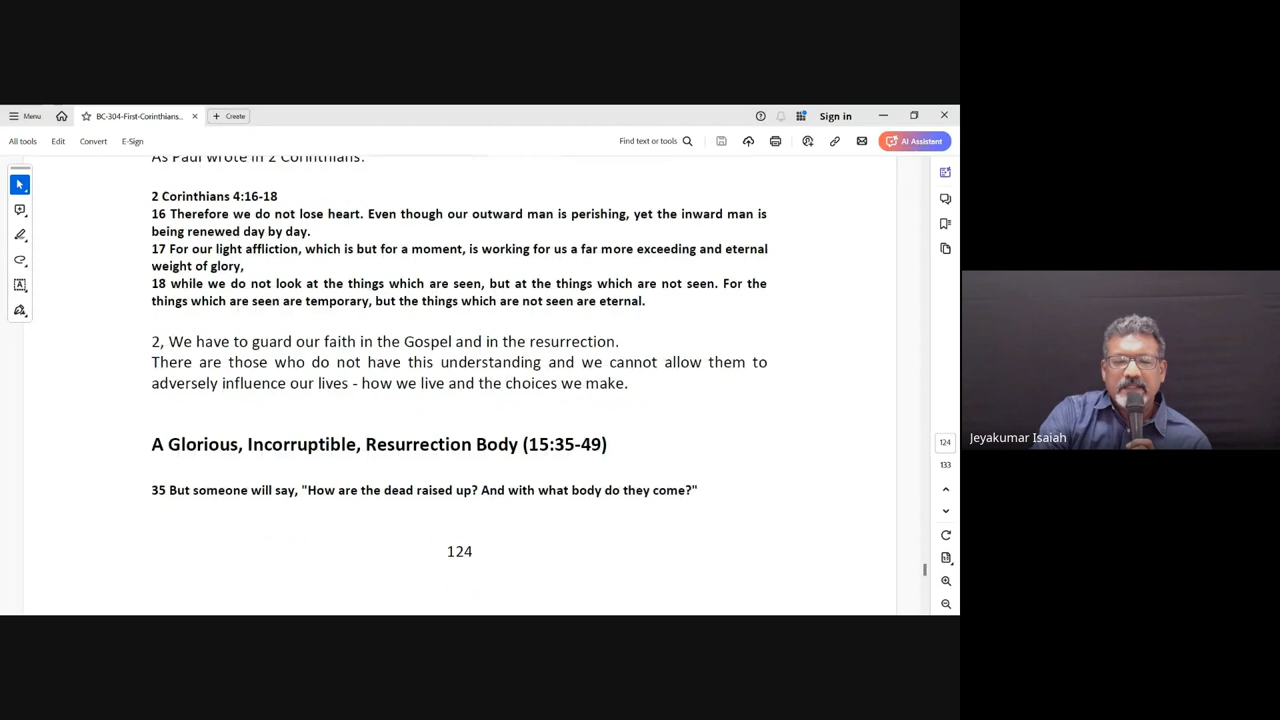 Menu
BC-304-First-Corinthians...
Create
Sign in
All tools
Edit
Convert
E-Sign
Find text or tools
AI Assistant
As Paul wrote in 2 Corinthians:
2 Corinthians 4:16-18
16 Therefore we do not lose heart. Even though our outward man is perishing, yet the inward man is
being renewed day by day.
17 For our light affliction, which is but for a moment, is working for us a far more exceeding and eternal
weight of glory,
18 while we do not look at the things which are seen, but at the things which are not seen. For the
things which are seen are temporary, but the things which are not seen are eternal.
2, We have to guard our faith in the Gospel and in the resurrection.
There are those who do not have this understanding and we cannot allow them to
adversely influence our lives - how we live and the choices we make.
A Glorious, Incorruptible, Resurrection Body (15:35-49)
35 But someone will say, "How are the dead raised up? And with what body do they come?"
124
124
133
Jeyakumar Isaiah